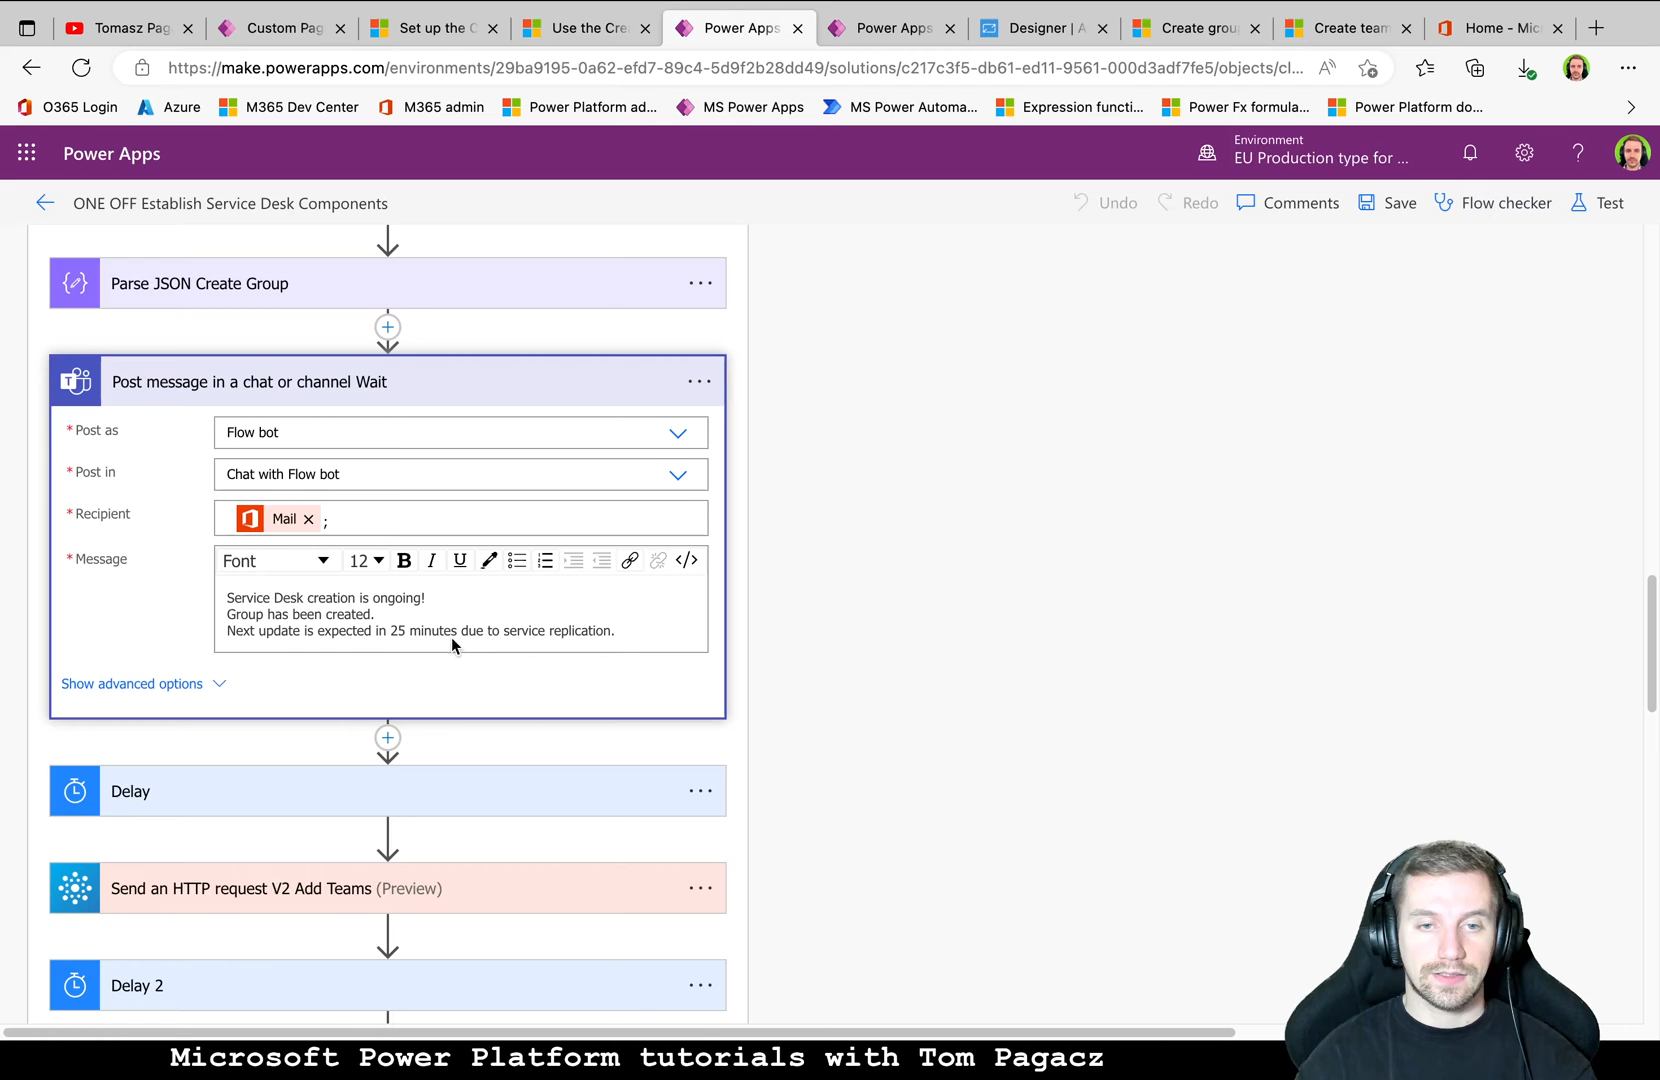 Tomasz Pag
Custom Pag
Set up the C
Use the Cre
Power Apps
Power Apps
Designer | A
Create grou
Create team
Home - Mic
https://make.powerapps.com/environments/29ba9195-0a62-efd7-89c4-5d9f2b28dd49/solutions/c217c3f5-db61-ed11-9561-000d3adf7fe5/objects/cl...
O365 Login
Azure
M365 Dev Center
M365 admin
Power Platform ad...
MS Power Apps
MS Power Automa...
Expression functi...
Power Fx formula...
Power Platform do...
Power Apps
Environment
EU Production type for ...
ONE OFF Establish Service Desk Components
Undo
Redo
Comments
Save
Flow checker
Test
Parse JSON Create Group
Post message in a chat or channel Wait
* Post as
Flow bot
* Post in
Chat with Flow bot
* Recipient
Mail ;
* Message
Font
12
B I U
</>
Service Desk creation is ongoing!
Group has been created.
Next update is expected in 25 minutes due to service replication.
Show advanced options
Delay
Send an HTTP request V2 Add Teams (Preview)
Delay 2
Microsoft Power Platform tutorials with Tom Pagacz